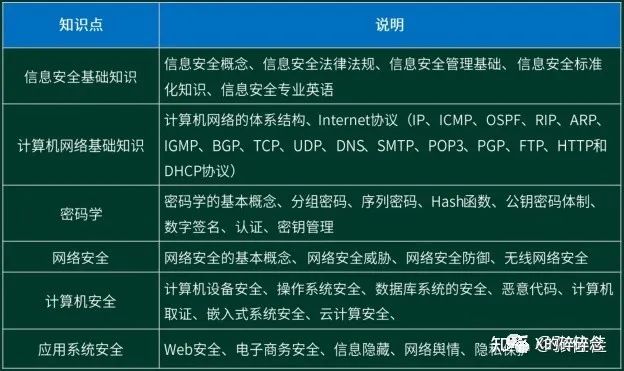 知识点 说明
信息安全基础知识
信息安全概念、信息安全法律法规、信息安全管理基础、信息安全标准
化知识、信息安全专业英语
计算机网络基础知识
计算机网络的体系结构、Internet协议（IP、ICMP、OSPF、RIP、ARP、
IGMP、BGP、TCP、UDP、DNS、SMTP、POP3、PGP、FTP、HTTP和
DHCP协议）
密码学
密码学的基本概念、分组密码、序列密码、Hash函数、公钥密码体制、
数字签名、认证、密钥管理
网络安全
网络安全的基本概念、网络安全威胁、网络安全防御、无线网络安全
计算机安全
计算机设备安全、操作系统安全、数据库系统的安全、恶意代码、计算机
取证、嵌入式系统安全、云计算安全、
应用系统安全
Web安全、电子商务安全、信息隐藏、网络舆情、隐私保护